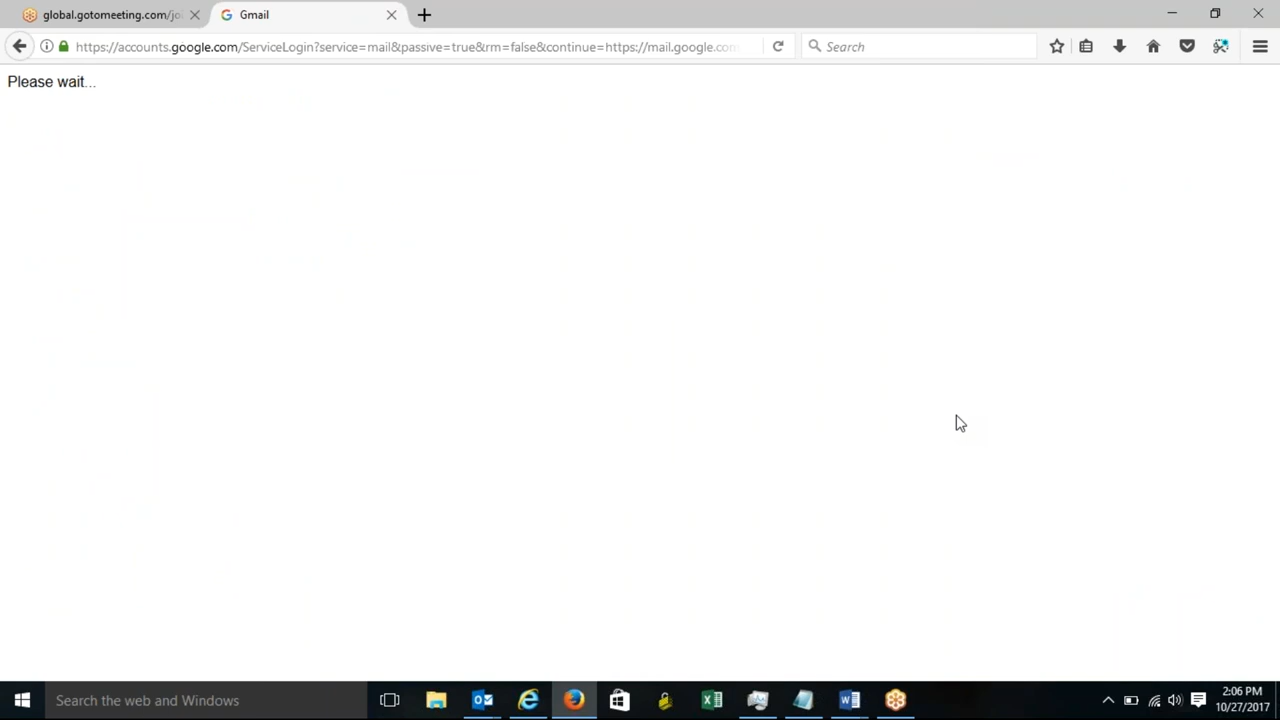 global.gotomeeting.com/joi
Gmail
https://accounts.google.com/ServiceLogin?service=mail&passive=true&rm=false&continue=https://mail.google.com
Search
Please wait...
Search the web and Windows
2:06 PM
10/27/2017